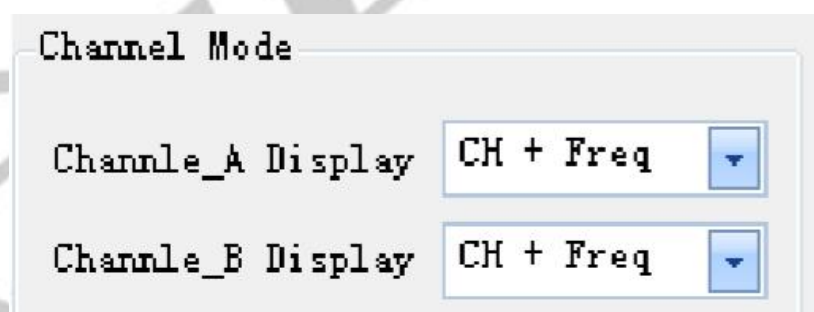 Channel Mode
Channle_A Display CH + Freq
Channle_B Display CH + Freq